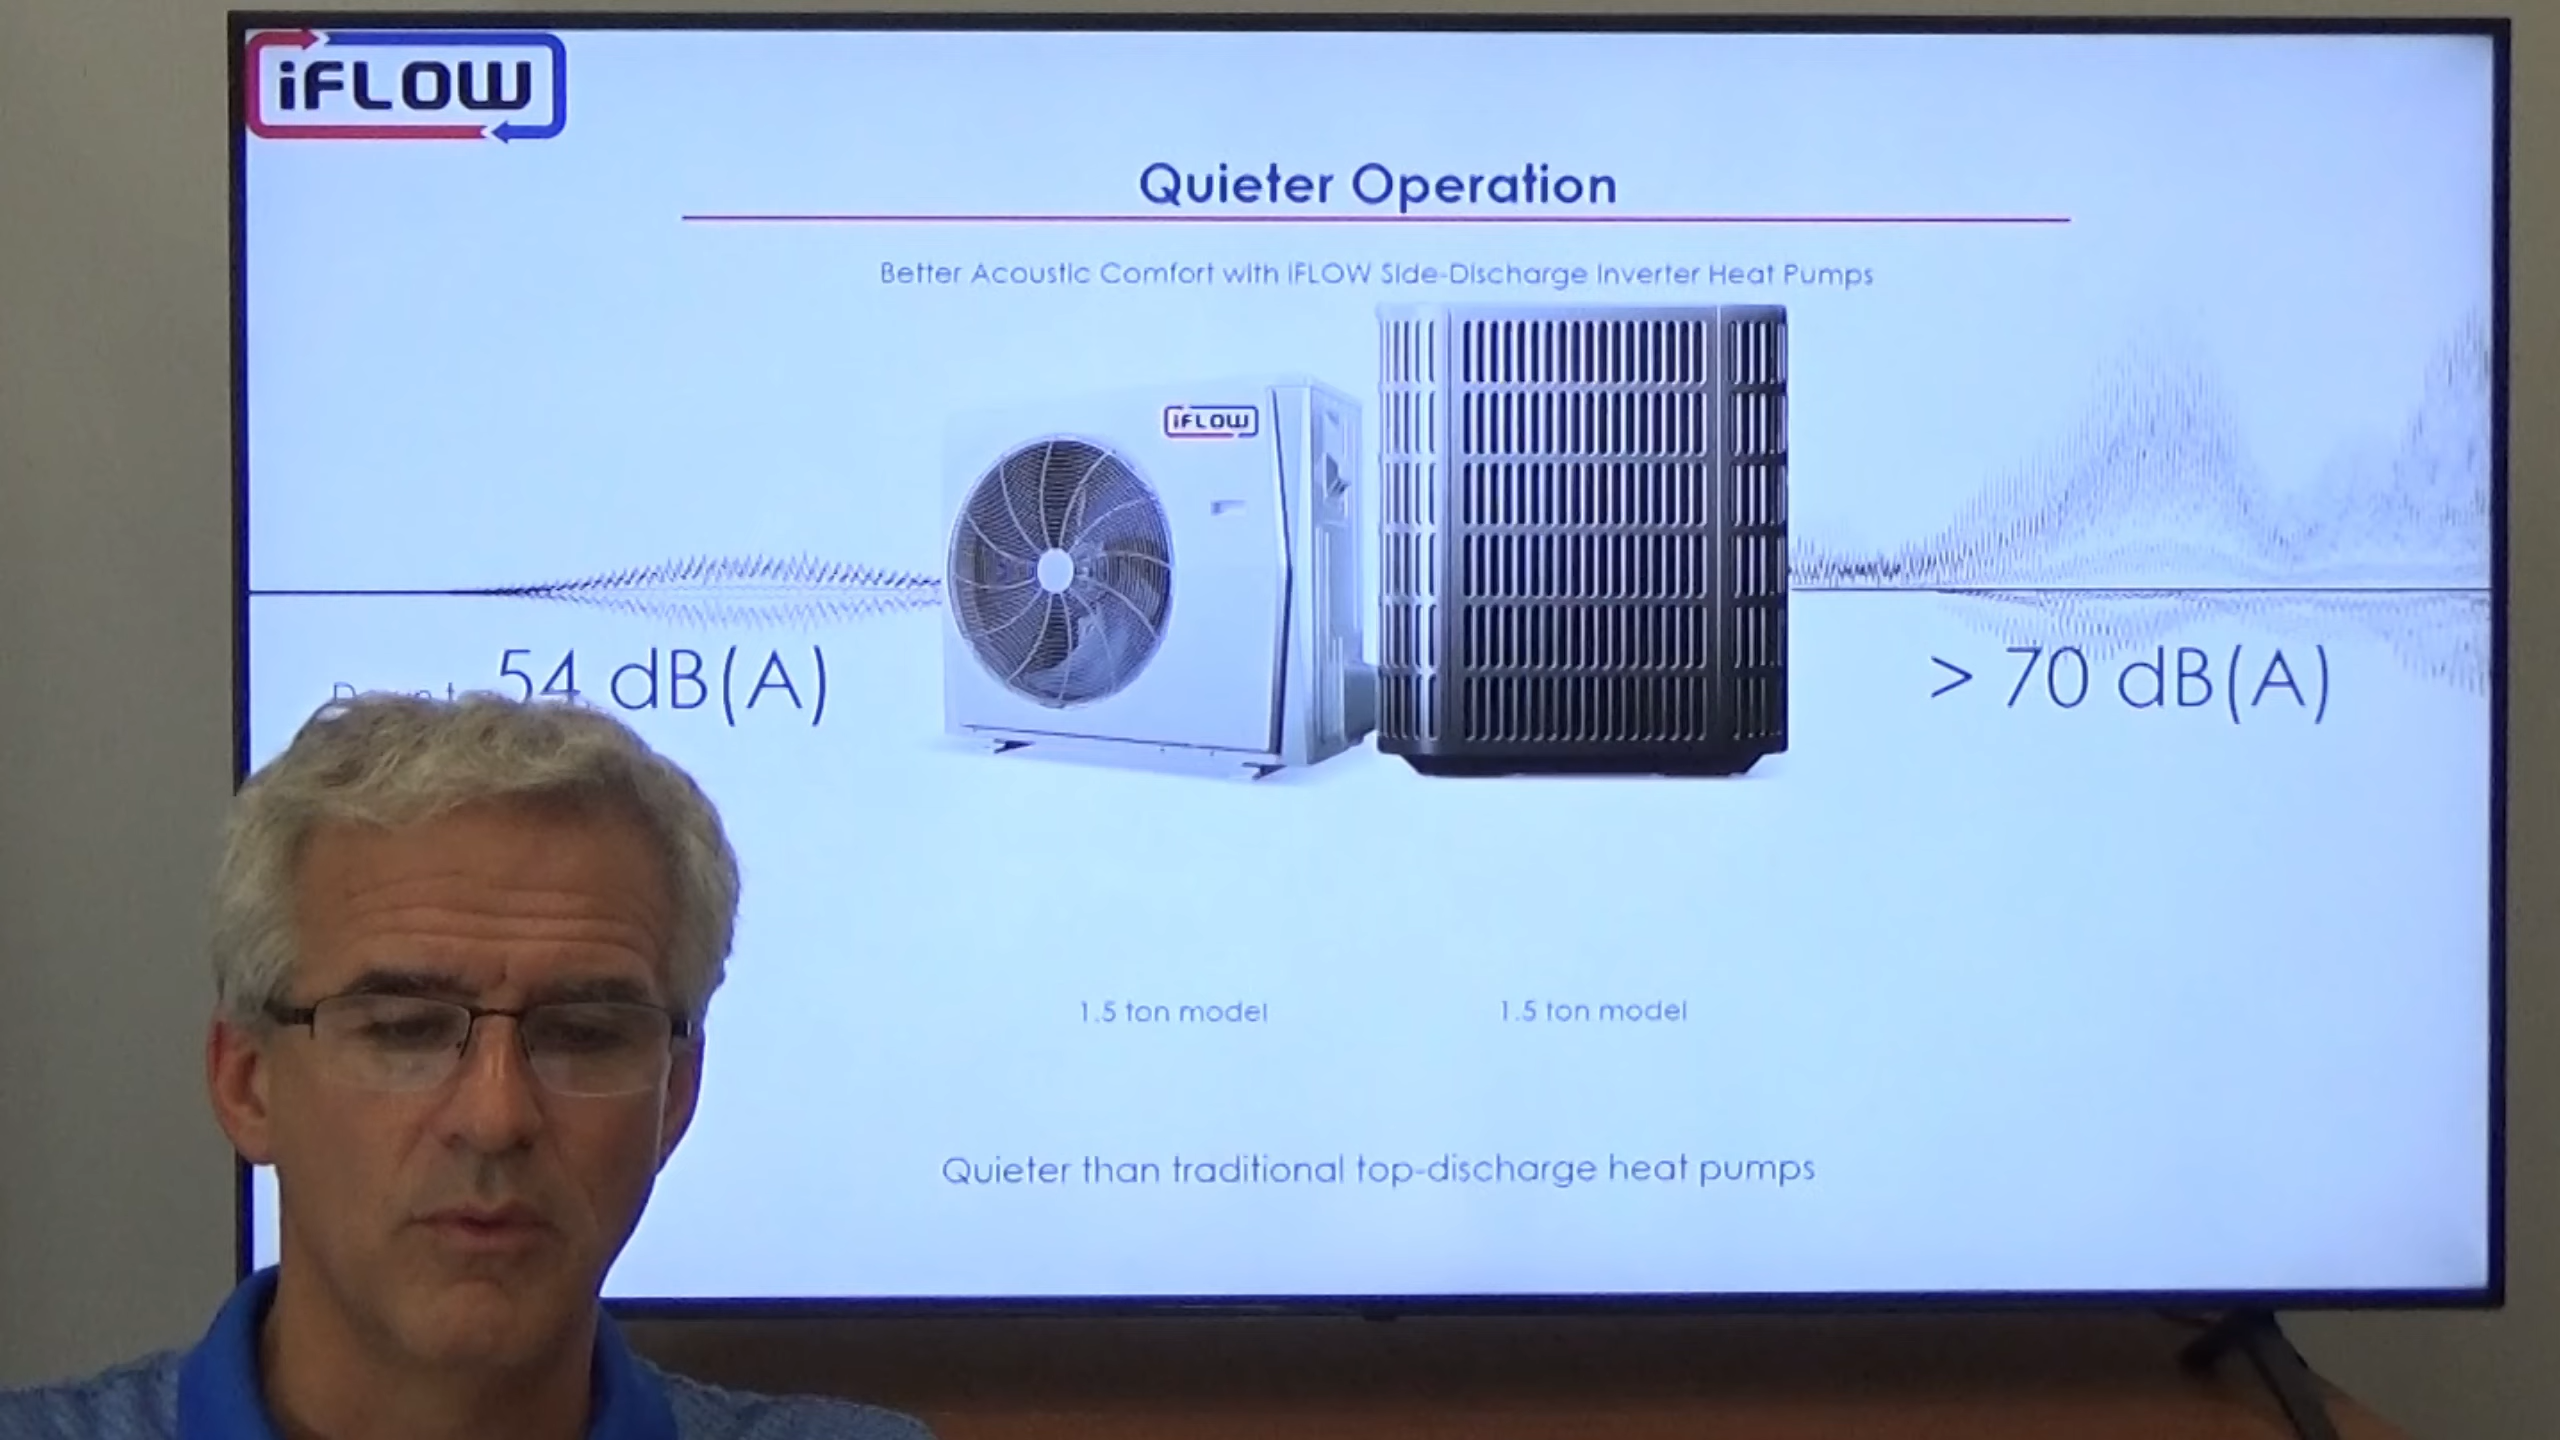 iFLOW
Quieter Operation
Better Acoustic Comfort with iFLOW Side-Discharge Inverter Heat Pumps
iFLOW
54 dB(A)
> 70 dB(A)
1.5 ton model
1.5 ton model
Quieter than traditional top-discharge heat pumps